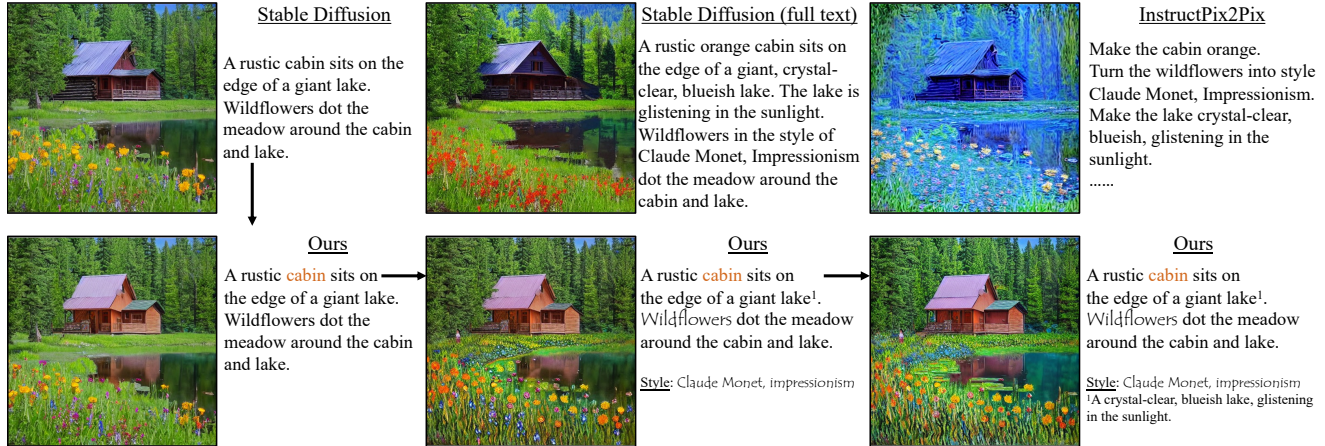 Stable Diffusion
A rustic cabin sits on the
edge of a giant lake.
Wildflowers dot the
meadow around the cabin
and lake.
Stable Diffusion (full text)
A rustic orange cabin sits on
the edge of a giant, crystal-
clear, blueish lake. The lake is
glistening in the sunlight.
Wildflowers in the style of
Claude Monet, Impressionism
dot the meadow around the
cabin and lake.
InstructPix2Pix
Make the cabin orange.
Turn the wildflowers into style
Claude Monet, Impressionism.
Make the lake crystal-clear,
blueish, glistening in the
sunlight.
......
Ours
A rustic cabin sits on
the edge of a giant lake.
Wildflowers dot the
meadow around the cabin
and lake.
Ours
A rustic cabin sits on
the edge of a giant lake¹.
Wildflowers dot the meadow
around the cabin and lake.
Style: Claude Monet, impressionism
Ours
A rustic cabin sits on
the edge of a giant lake¹.
Wildflowers dot the meadow
around the cabin and lake.
Style: Claude Monet, impressionism
¹A crystal-clear, blueish lake, glistening
in the sunlight.